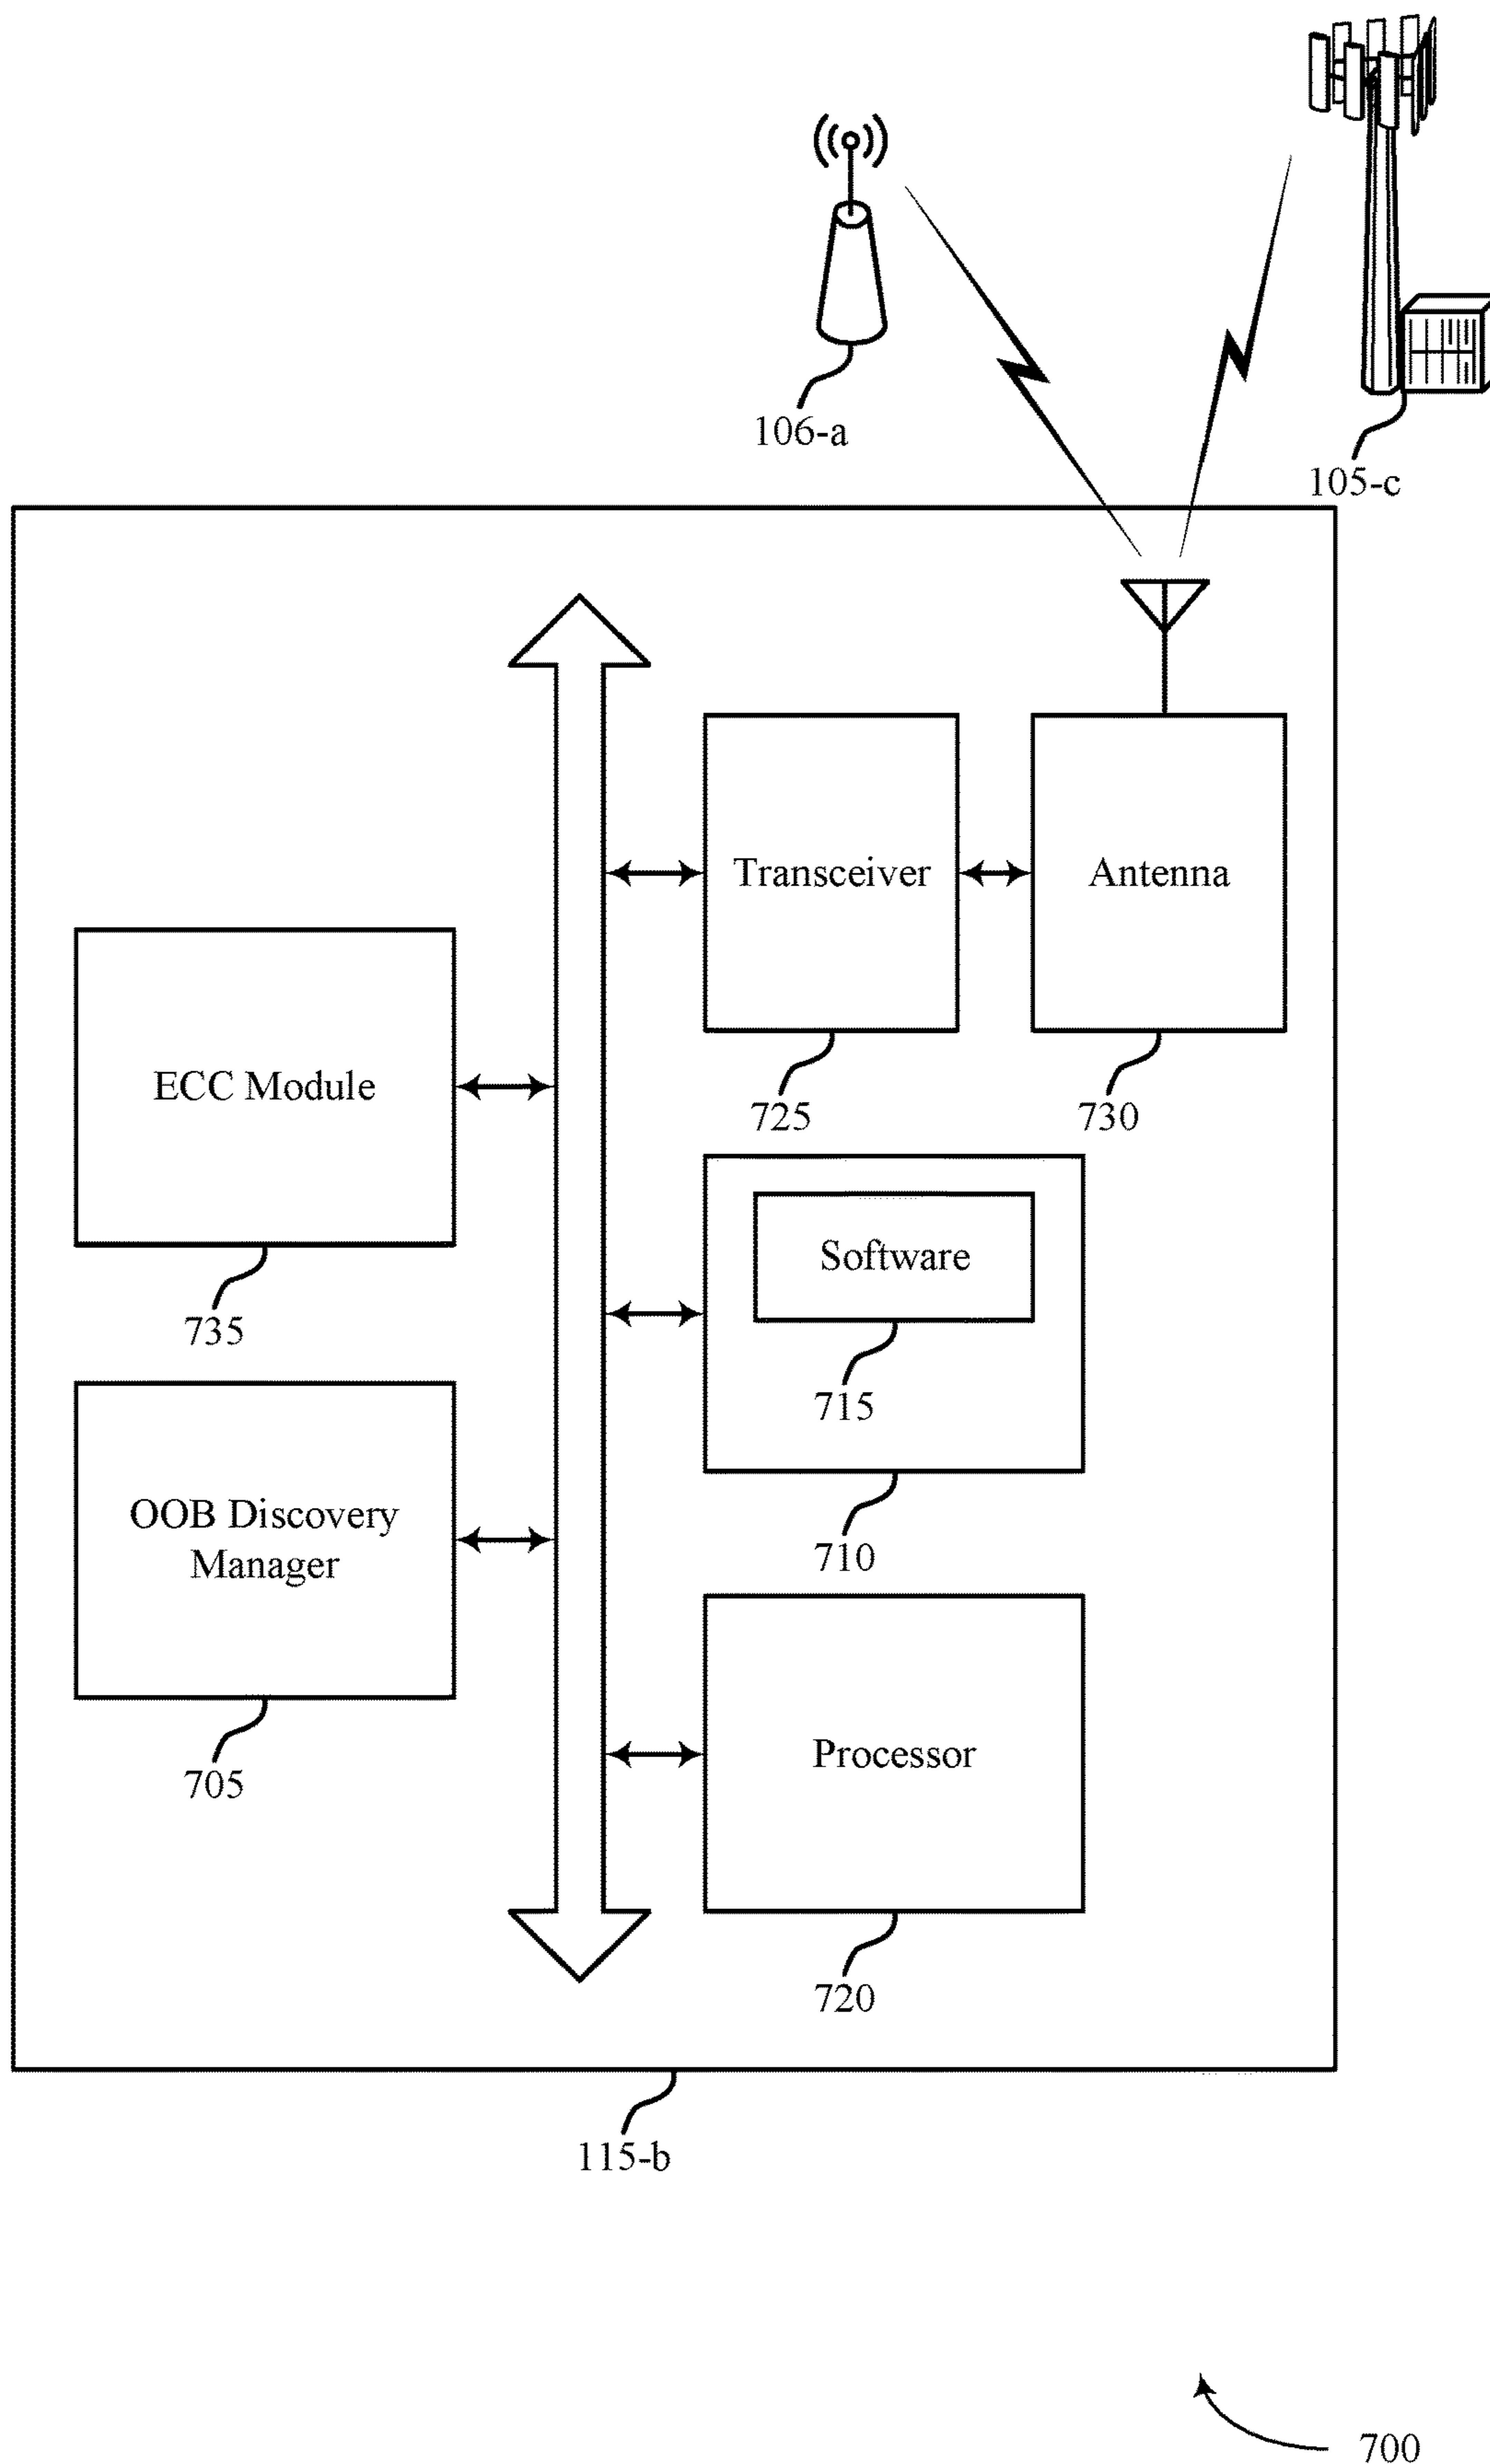 106-a
105-c
Transceiver
Antenna
725
730
ECC Module
735
Software
715
710
OOB Discovery
Manager
705
Processor
720
115-b
700